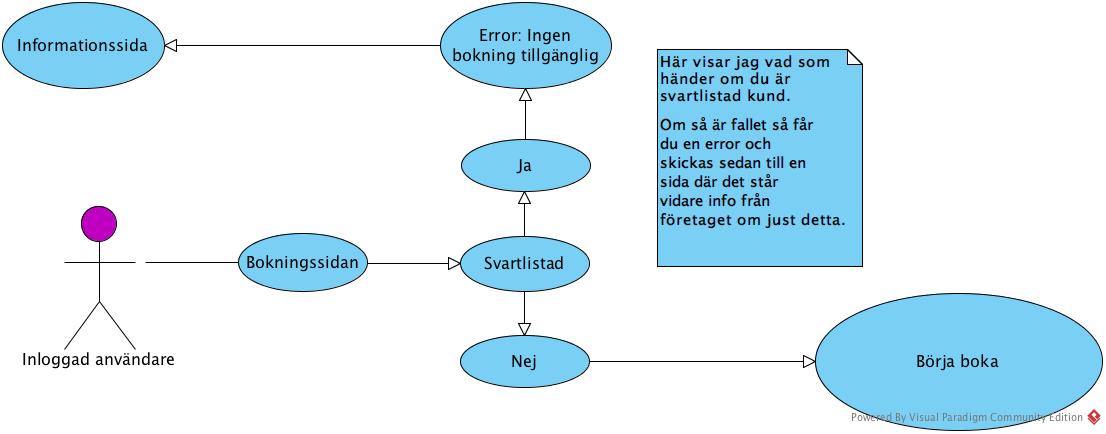 Informationssida
Error: Ingen
bokning tillgänglig
Här visar jag vad som
händer om du är
svartlistad kund.
Om så är fallet så får
du en error och
skickas sedan till en
sida där det står
vidare info från
företaget om just detta.
Ja
Bokningssidan
Svartlistad
Inloggad användare
Nej
Börja boka
Powered By Visual Paradigm Community Edition